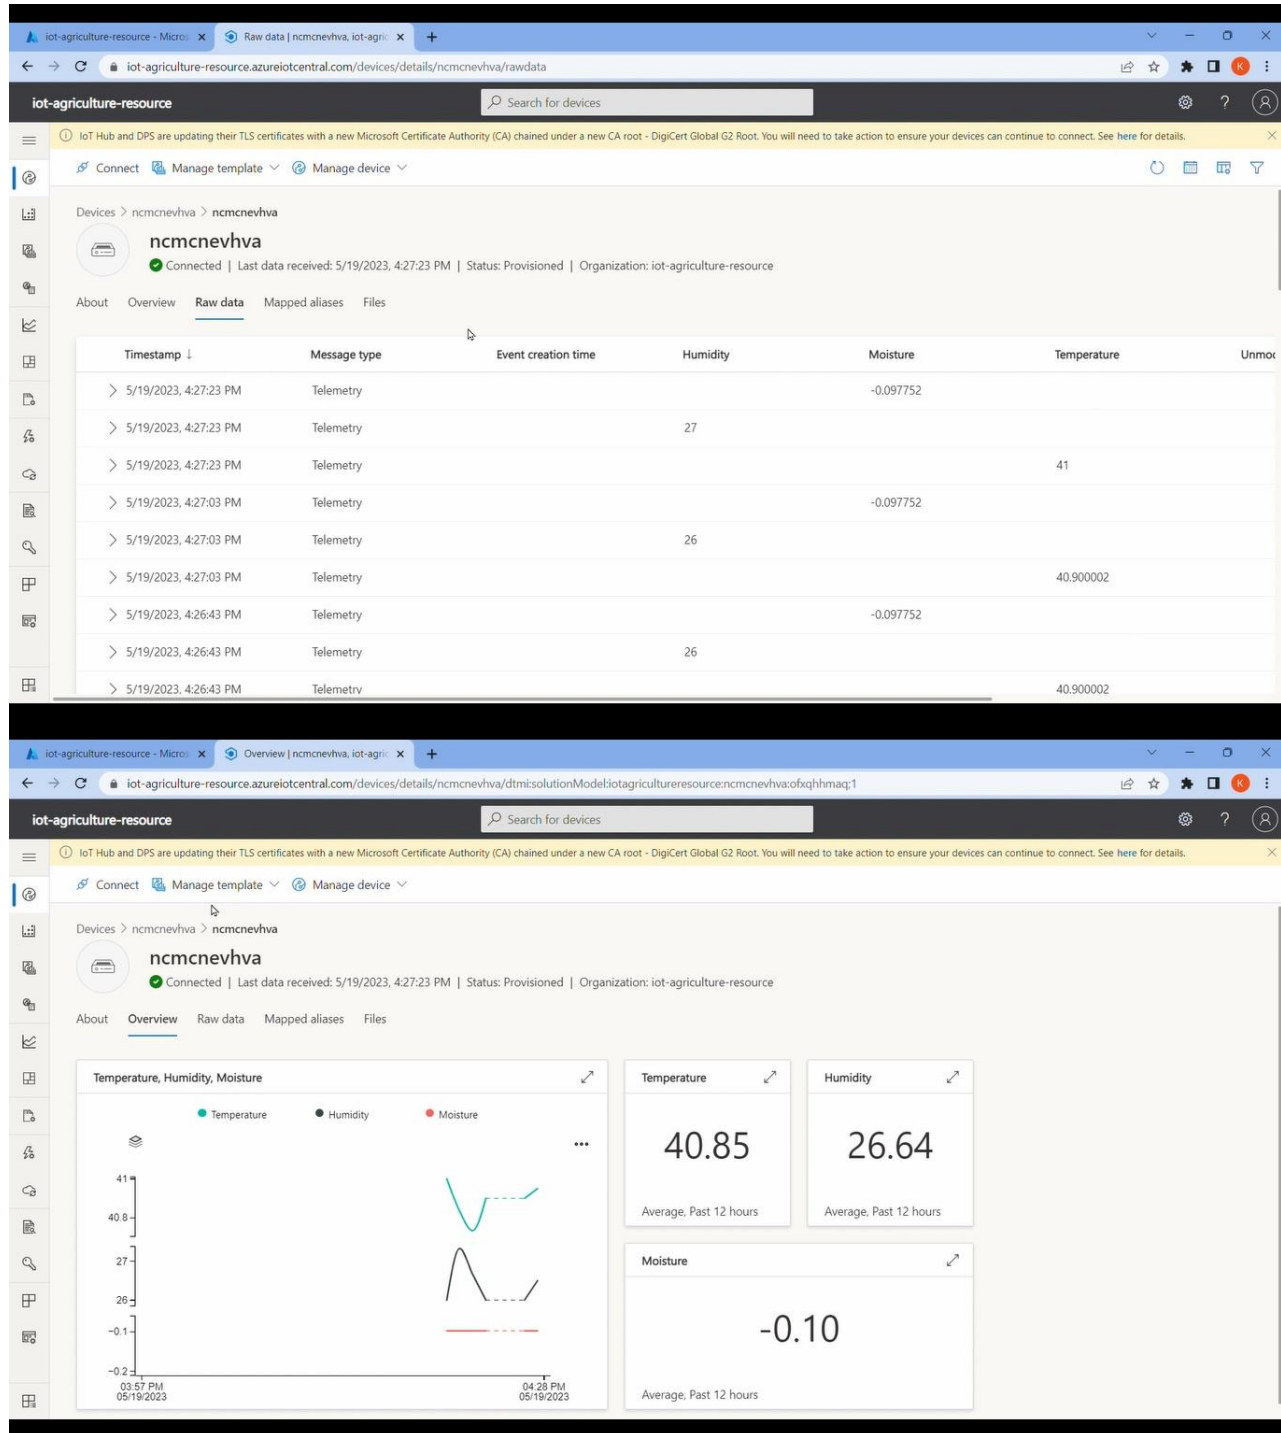 iot-agriculture-resource - Micros
Raw data | ncmcnevhva, iot-agric
iot-agriculture-resource.azureiotcentral.com/devices/details/ncmcnevhva/rawdata
K
iot-agriculture-resource
Search for devices
IoT Hub and DPS are updating their TLS certificates with a new Microsoft Certificate Authority (CA) chained under a new CA root - DigiCert Global G2 Root. You will need to take action to ensure your devices can continue to connect. See here for details.
Connect Manage template Manage device
Devices > ncmcnevhva > ncmcnevhva
ncmcnevhva
Connected | Last data received: 5/19/2023, 4:27:23 PM | Status: Provisioned | Organization: iot-agriculture-resource
About Overview Raw data Mapped aliases Files
Timestamp ↓ Message type Event creation time Humidity Moisture Temperature Unmod
5/19/2023, 4:27:23 PM Telemetry -0.097752
5/19/2023, 4:27:23 PM Telemetry 27
5/19/2023, 4:27:23 PM Telemetry 41
5/19/2023, 4:27:03 PM Telemetry -0.097752
5/19/2023, 4:27:03 PM Telemetry 26
5/19/2023, 4:27:03 PM Telemetry 40.900002
5/19/2023, 4:26:43 PM Telemetry -0.097752
5/19/2023, 4:26:43 PM Telemetry 26
5/19/2023, 4:26:43 PM Telemetry 40.900002
iot-agriculture-resource - Micros
Overview | ncmcnevhva, iot-agric
iot-agriculture-resource.azureiotcentral.com/devices/details/ncmcnevhva/dtmi:solutionModel:iotagricultureresource:ncmcnevhva:ofxqhhmaq;1
K
iot-agriculture-resource
Search for devices
IoT Hub and DPS are updating their TLS certificates with a new Microsoft Certificate Authority (CA) chained under a new CA root - DigiCert Global G2 Root. You will need to take action to ensure your devices can continue to connect. See here for details.
Connect Manage template Manage device
Devices > ncmcnevhva > ncmcnevhva
ncmcnevhva
Connected | Last data received: 5/19/2023, 4:27:23 PM | Status: Provisioned | Organization: iot-agriculture-resource
About Overview Raw data Mapped aliases Files
Temperature, Humidity, Moisture
Temperature Humidity Moisture
41
40.8
27
26
-0.1
-0.2
03:57 PM 04:28 PM
05/19/2023 05/19/2023
Temperature
40.85
Average, Past 12 hours
Humidity
26.64
Average, Past 12 hours
Moisture
-0.10
Average, Past 12 hours